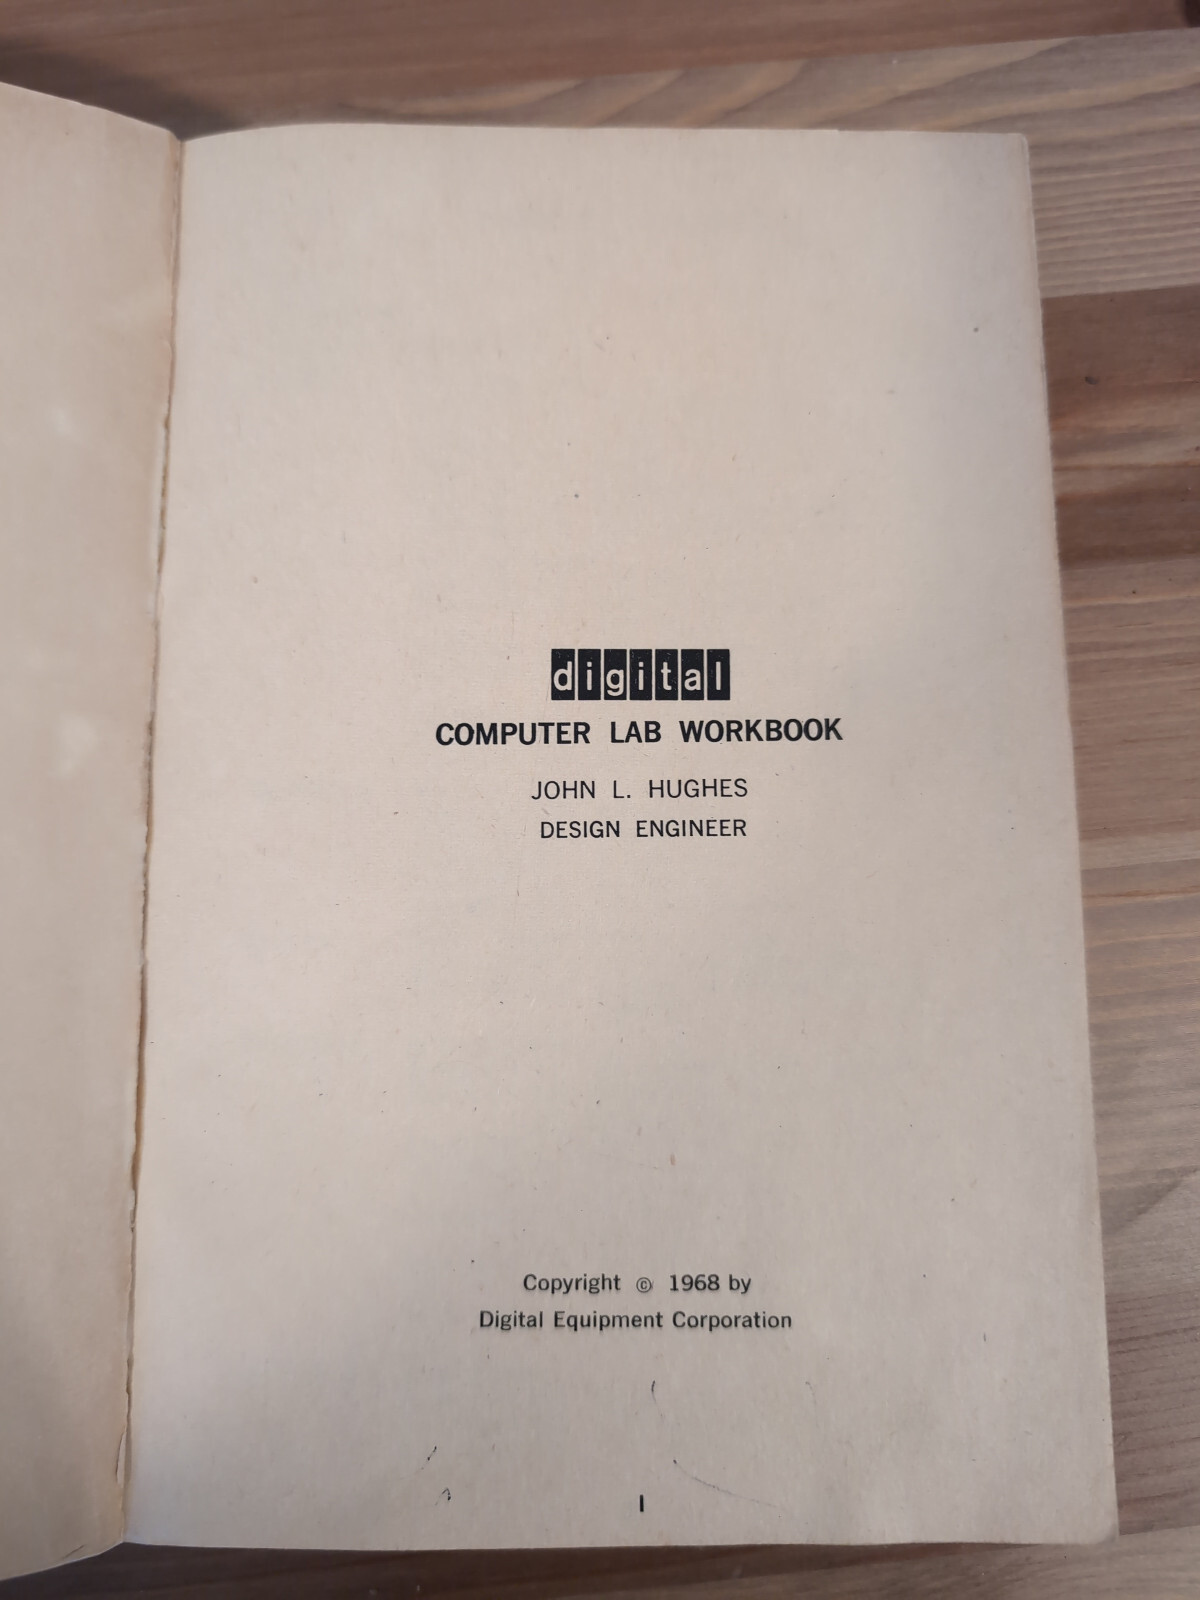 digital
COMPUTER LAB WORKBOOK
JOHN L. HUGHES
DESIGN ENGINEER
Copyright © 1968 by
Digital Equipment Corporation
I